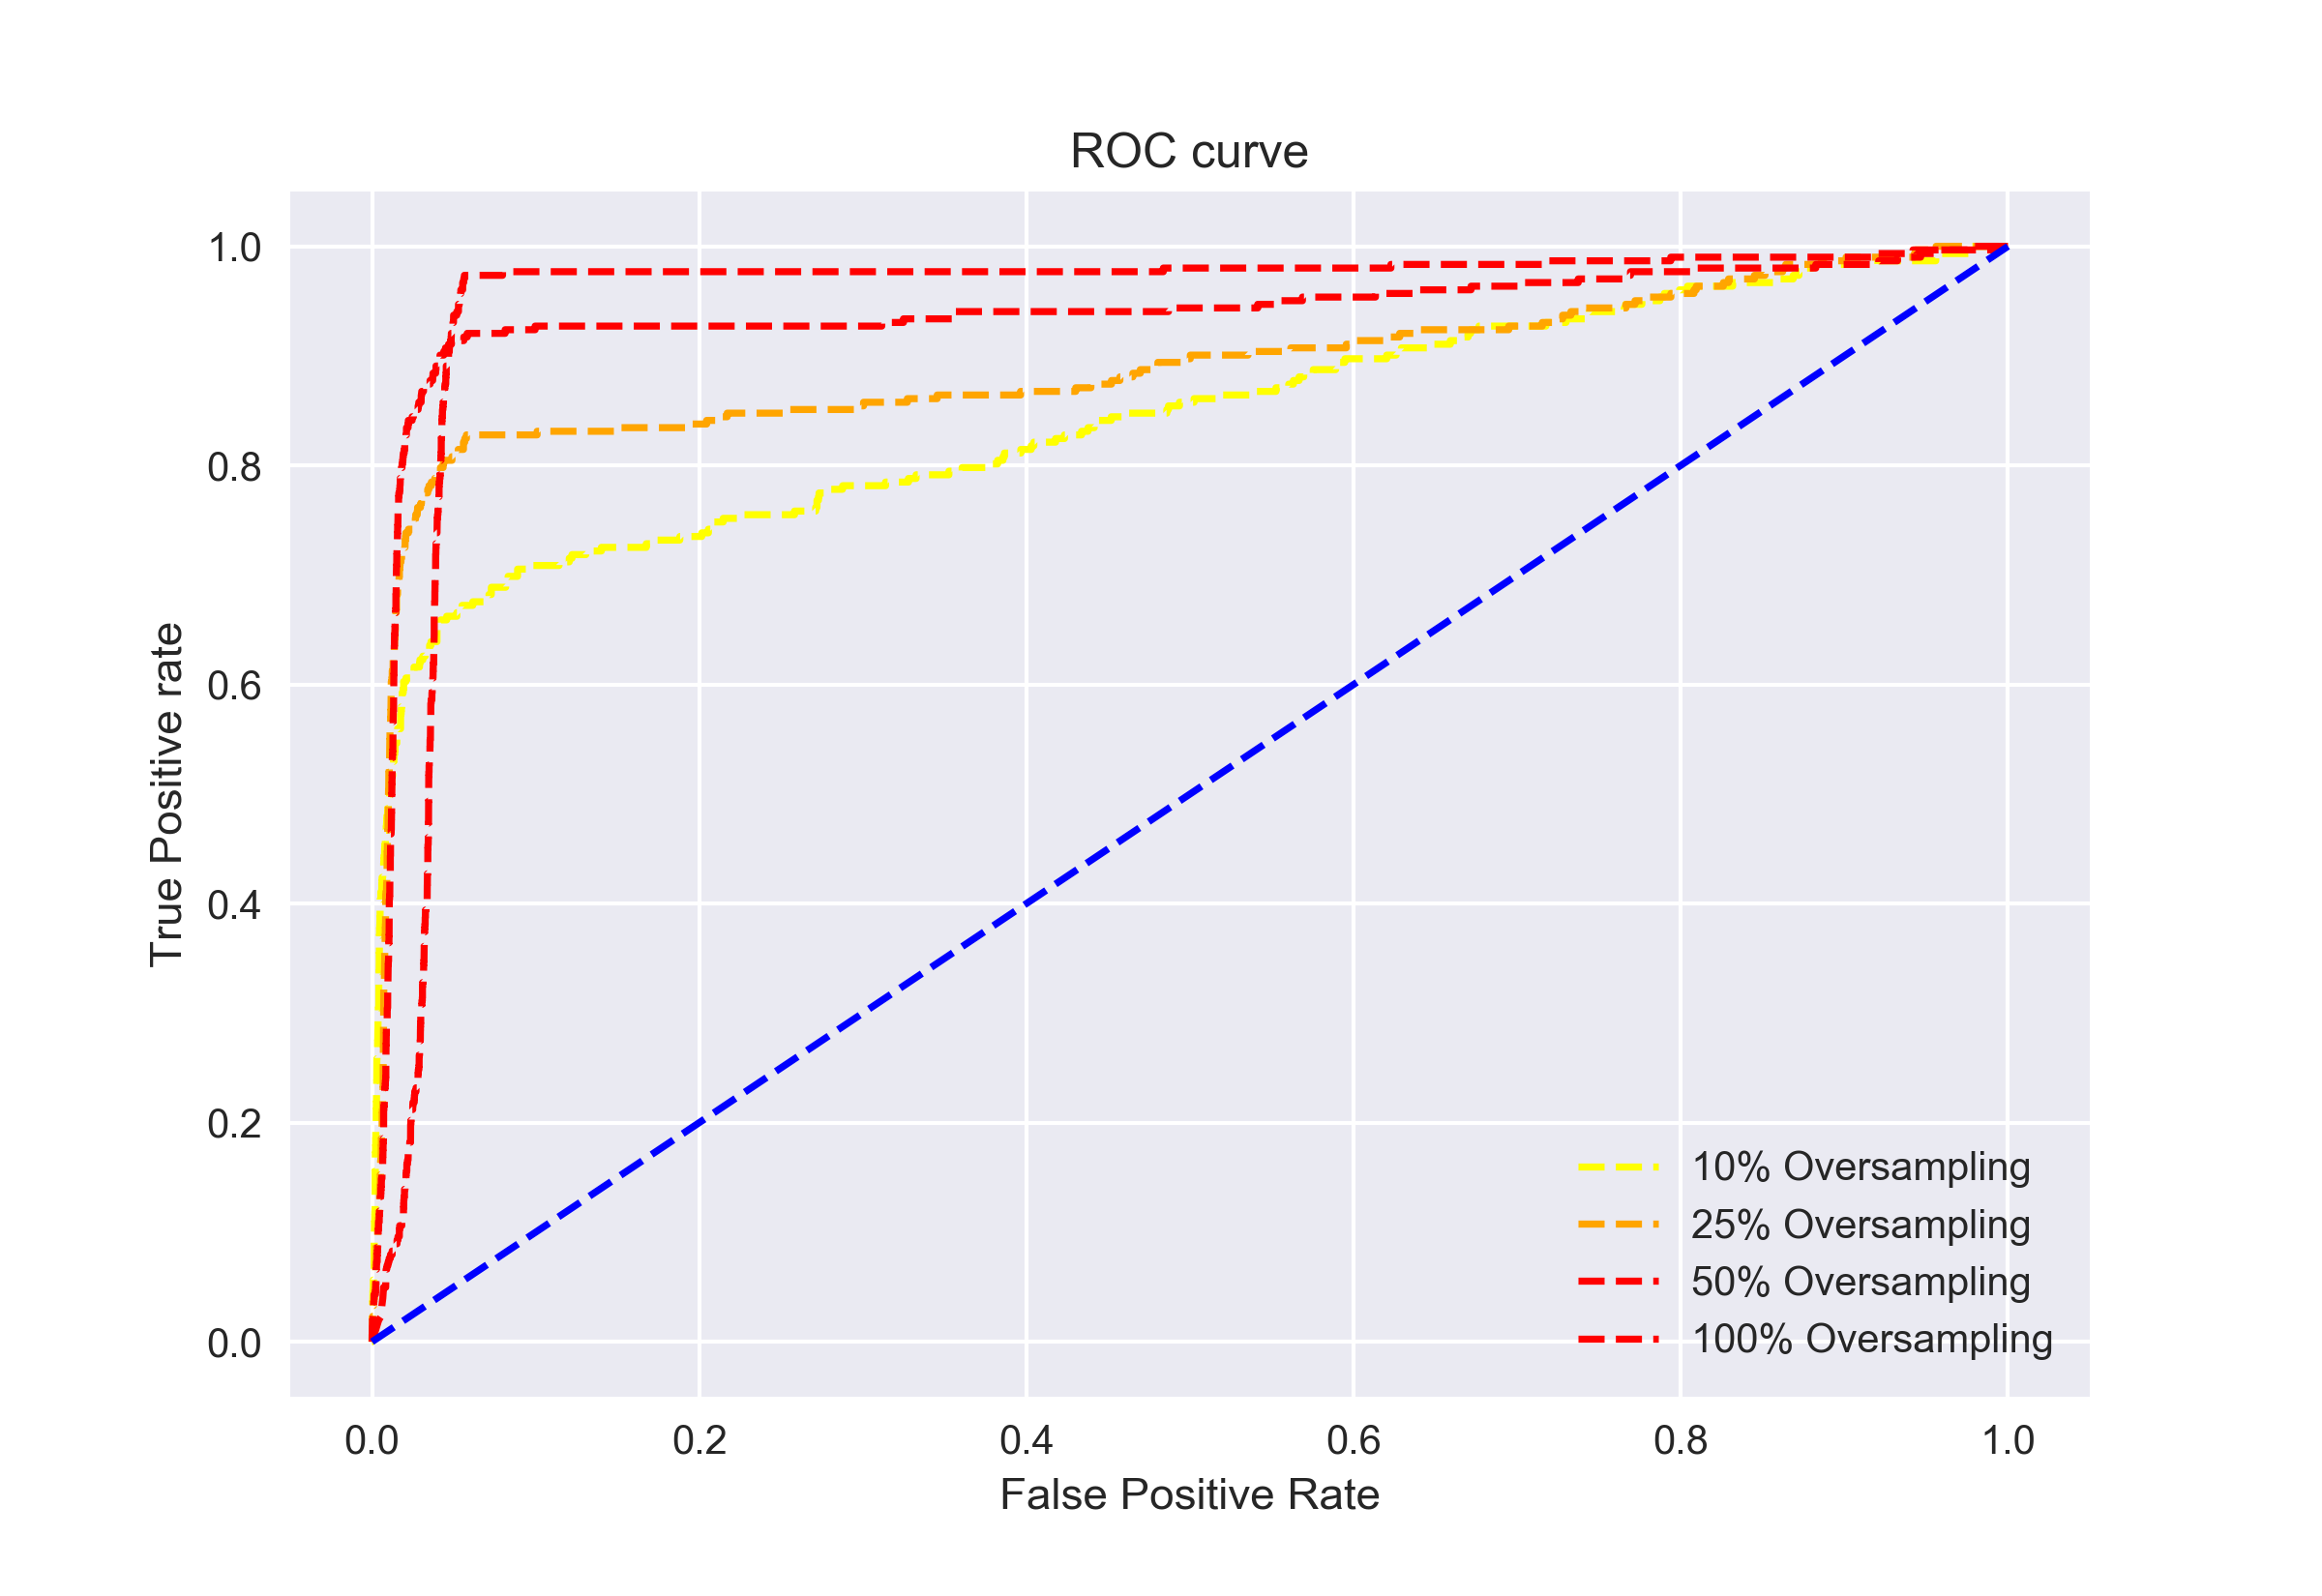 ROC curve
True Positive rate
1.0
0.8
0.6
0.4
0.2
0.0
10% Oversampling
25% Oversampling
50% Oversampling
100% Oversampling
0.0 0.2 0.4 0.6 0.8 1.0
False Positive Rate